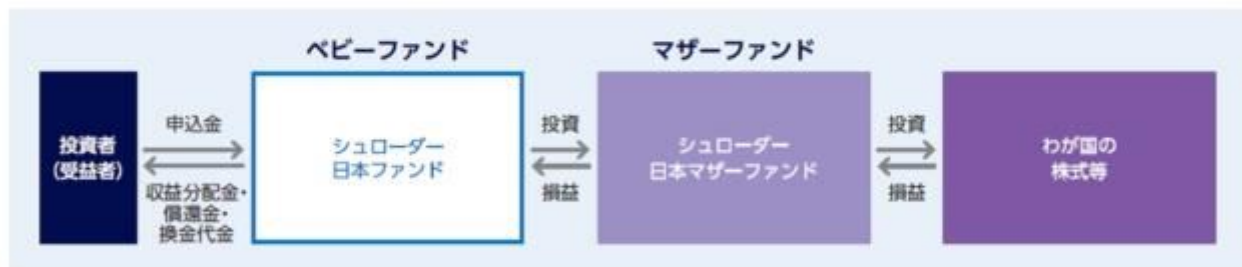 ベビーファンド
マザーファンド
投資者
(受益者)
申込金
収益分配金・
償還金・
換金代金
シュローダー
日本ファンド
投資
損益
シュローダー
日本マザーファンド
投資
損益
わが国の
株式等